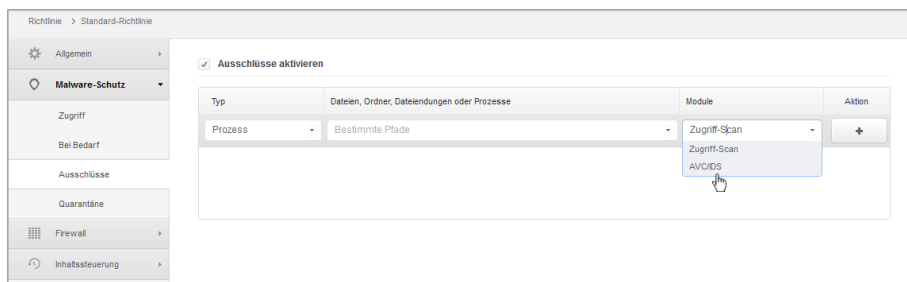 Richtlinie > Standard-Richtlinie
Allgemein
Malware-Schutz
Zugriff
Bei Bedarf
Ausschlüsse
Quarantäne
Firewall
Inhaltssteuerung
Ausschlüsse aktivieren
Typ Dateien, Ordner, Dateiendungen oder Prozesse Module Aktion
Prozess Bestimmte Pfade Zugriff-Scan +
Zugriff-Scan
AVC/IDS